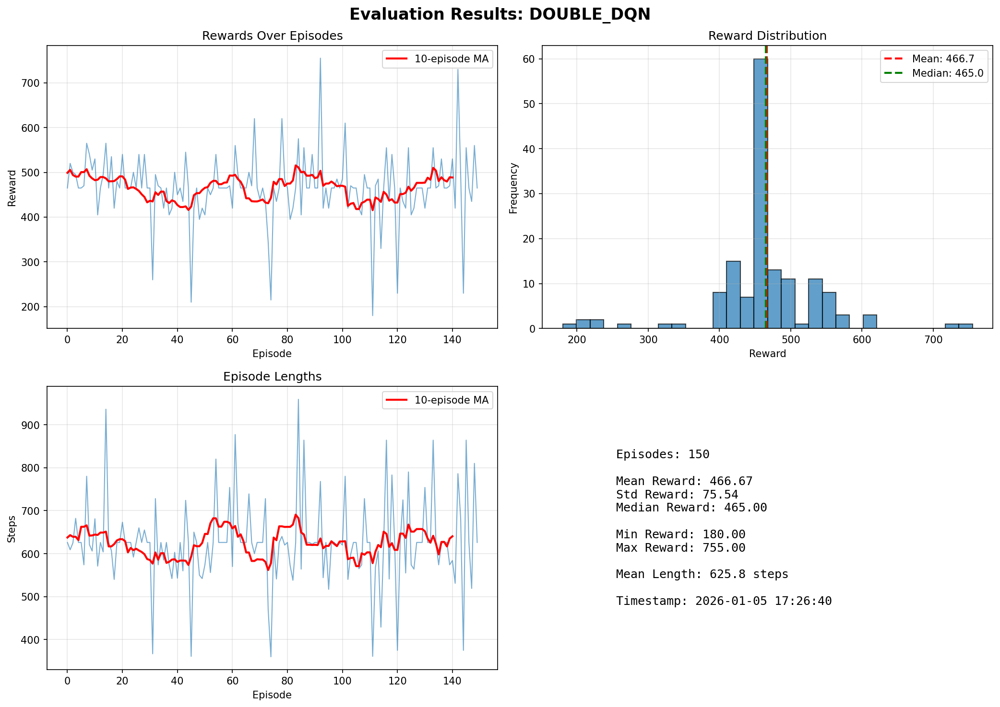 Evaluation Results: DOUBLE_DQN
Rewards Over Episodes
10-episode MA
Reward
700
600
500
400
300
200
0 20 40 60 80 100 120 140
Episode
Reward Distribution
Mean: 466.7
Median: 465.0
Frequency
60
50
40
30
20
10
0
200 300 400 500 600 700
Reward
Episode Lengths
10-episode MA
Steps
900
800
700
600
500
400
0 20 40 60 80 100 120 140
Episode
Episodes: 150
Mean Reward: 466.67
Std Reward: 75.54
Median Reward: 465.00
Min Reward: 180.00
Max Reward: 755.00
Mean Length: 625.8 steps
Timestamp: 2026-01-05 17:26:40